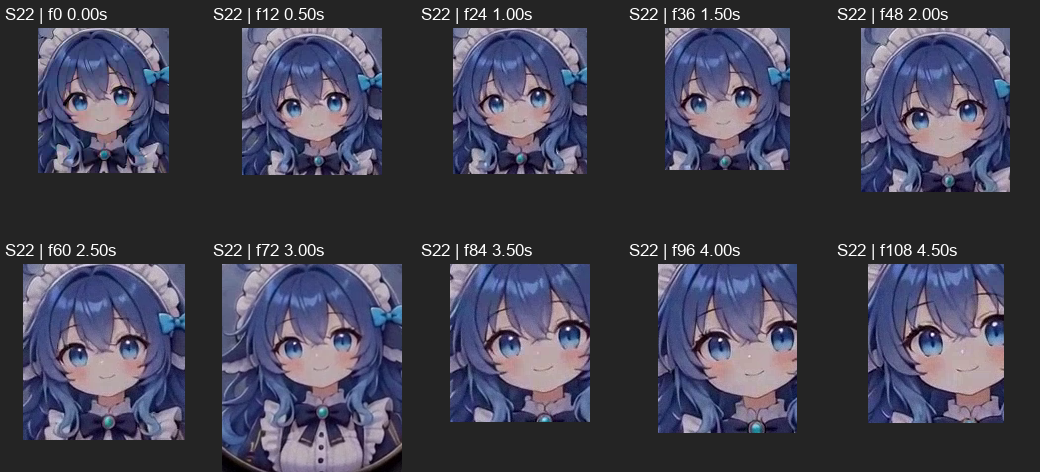 S22 | f0 0.00s
S22 | f12 0.50s
S22 | f24 1.00s
S22 | f36 1.50s
S22 | f48 2.00s
S22 | f60 2.50s
S22 | f72 3.00s
S22 | f84 3.50s
S22 | f96 4.00s
S22 | f108 4.50s